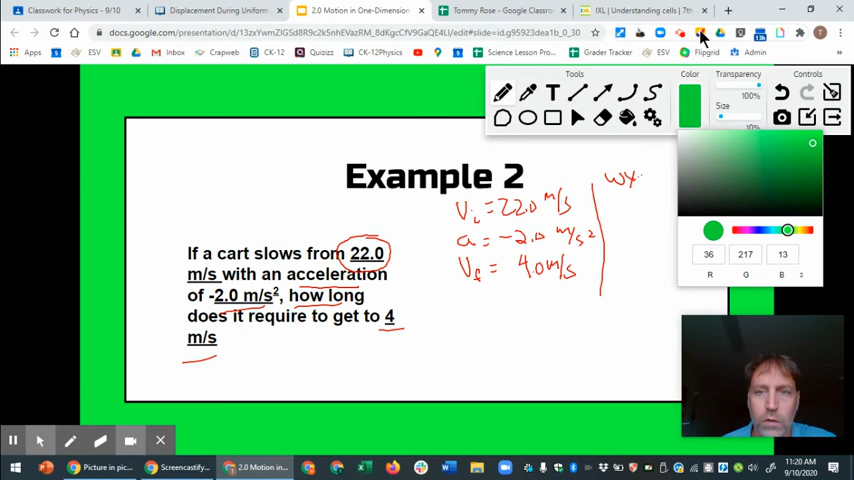 Classwork for Physics - 9/10
Displacement During Uniform
2.0 Motion in One-Dimension
Tommy Rose - Google Classroo
IXL | Understanding cells | 7th
docs.google.com/presentation/d/13zxYwmZIGSd8R9c2k5nhEVazRM_8dKgcCwf9RDErQELI/edit#slide=id.g95923dea1b_0_30
Apps
ESV
Inbox
Crapweb
CK-12
Quizizz
CK-12Physics
YT
Science Lesson Pro...
Grader Tracker
ESV
Flipgrid
Admin
Tools
Color
Transparency
Controls
100%
Size
10%
Example 2
If a cart slows from 22.0
m/s with an acceleration
of -2.0 m/s², how long
does it require to get to 4
m/s
Vi = 22.0 m/s
a = -2.0 m/s²
Vf = 4.0 m/s
36
217
13
R
G
B
Picture in pic...
Screencastify...
2.0 Motion in...
11:20 AM
9/10/2020